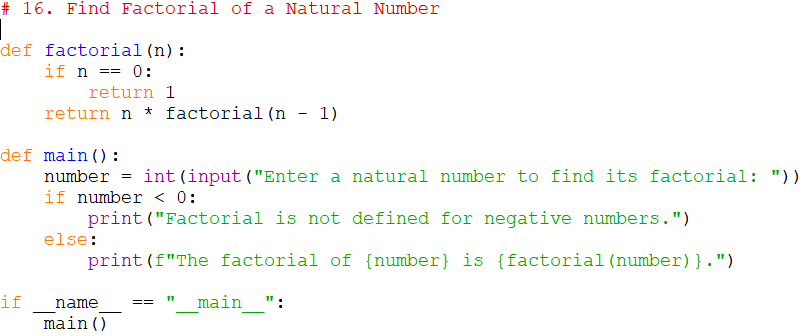 # 16. Find Factorial of a Natural Number
def factorial(n):
    if n == 0:
        return 1
    return n * factorial(n - 1)
def main():
    number = int(input("Enter a natural number to find its factorial: "))
    if number < 0:
        print("Factorial is not defined for negative numbers.")
    else:
        print(f"The factorial of {number} is {factorial(number)}.")
if __name__ == "__main__":
    main()